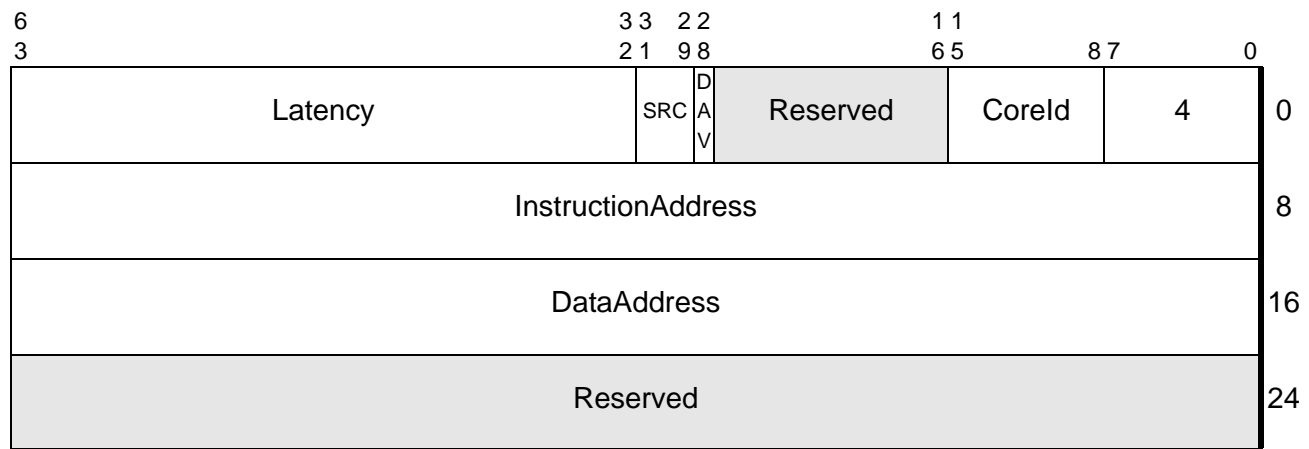 6 3 3 2 2 1 1
3 2 1 9 8 6 5 8 7 0
Latency SRC DAV Reserved CoreId 4 0
InstructionAddress 8
DataAddress 16
Reserved 24